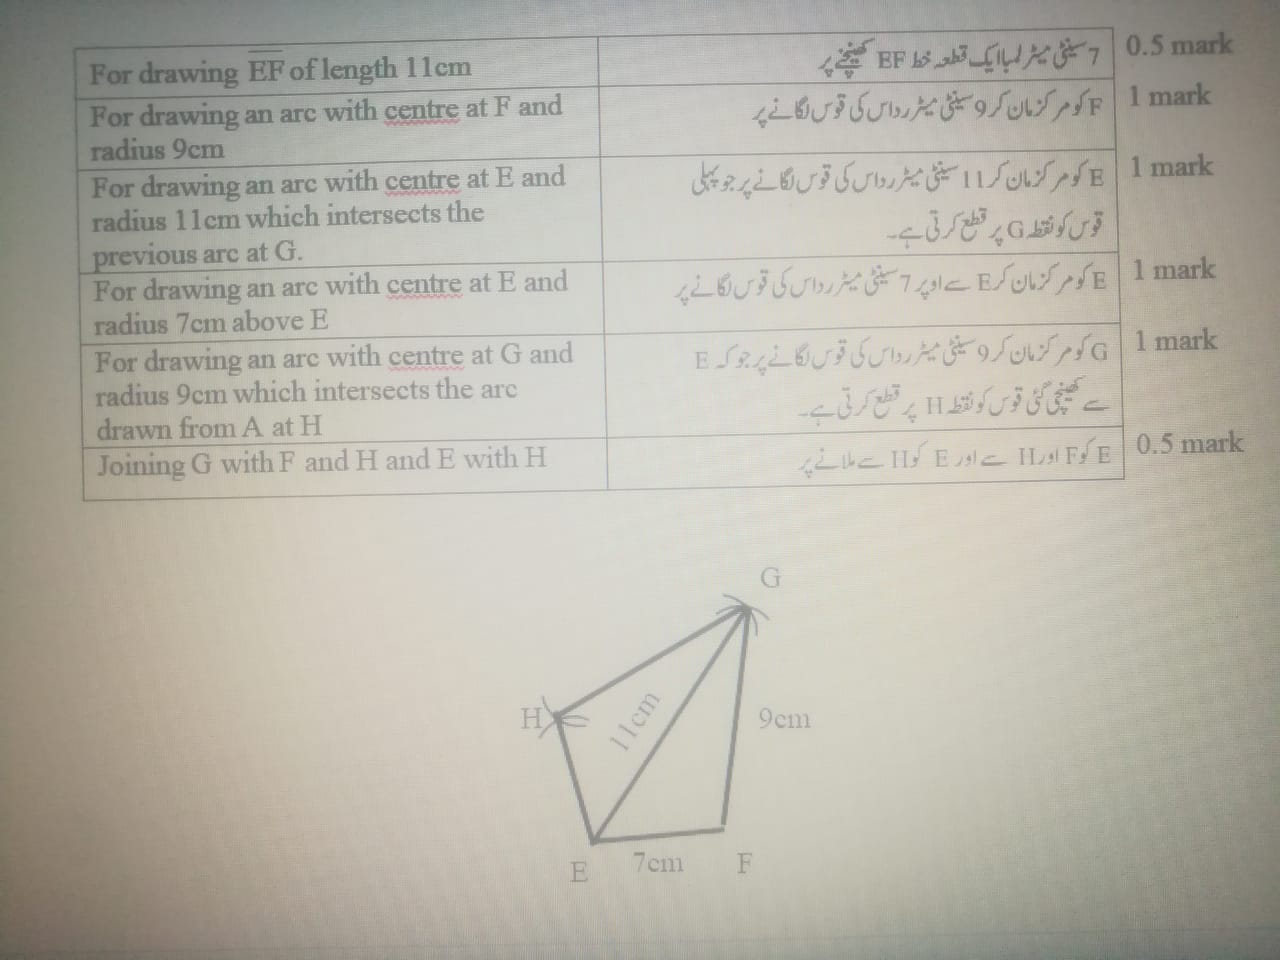 For drawing EF of length 11cm
7 سینٹی میٹر لمبا ایک قطعہ خط EF کھینچنے پر
0.5 mark
For drawing an arc with centre at F and
radius 9cm
F کو مرکز مان کر 9 سینٹی میٹر رداس کی قوس لگانے پر
1 mark
For drawing an arc with centre at E and
radius 11cm which intersects the
previous arc at G.
E کو مرکز مان کر 11 سینٹی میٹر رداس کی قوس لگانے پر جو پہلی
قوس کو نقطہ G پر قطع کرتی ہے۔
1 mark
For drawing an arc with centre at E and
radius 7cm above E
E کو مرکز مان کر E سے اوپر 7 سینٹی میٹر رداس کی قوس لگانے پر
1 mark
For drawing an arc with centre at G and
radius 9cm which intersects the arc
drawn from A at H
G کو مرکز مان کر 9 سینٹی میٹر رداس کی قوس لگانے پر جو کہ E
سے کھینچی گئی قوس کو نقطہ H پر قطع کرتی ہے۔
1 mark
Joining G with F and H and E with H
E کو F اور H سے اور E کو H سے ملانے پر
0.5 mark
G
H
11cm
9cm
E
7cm
F